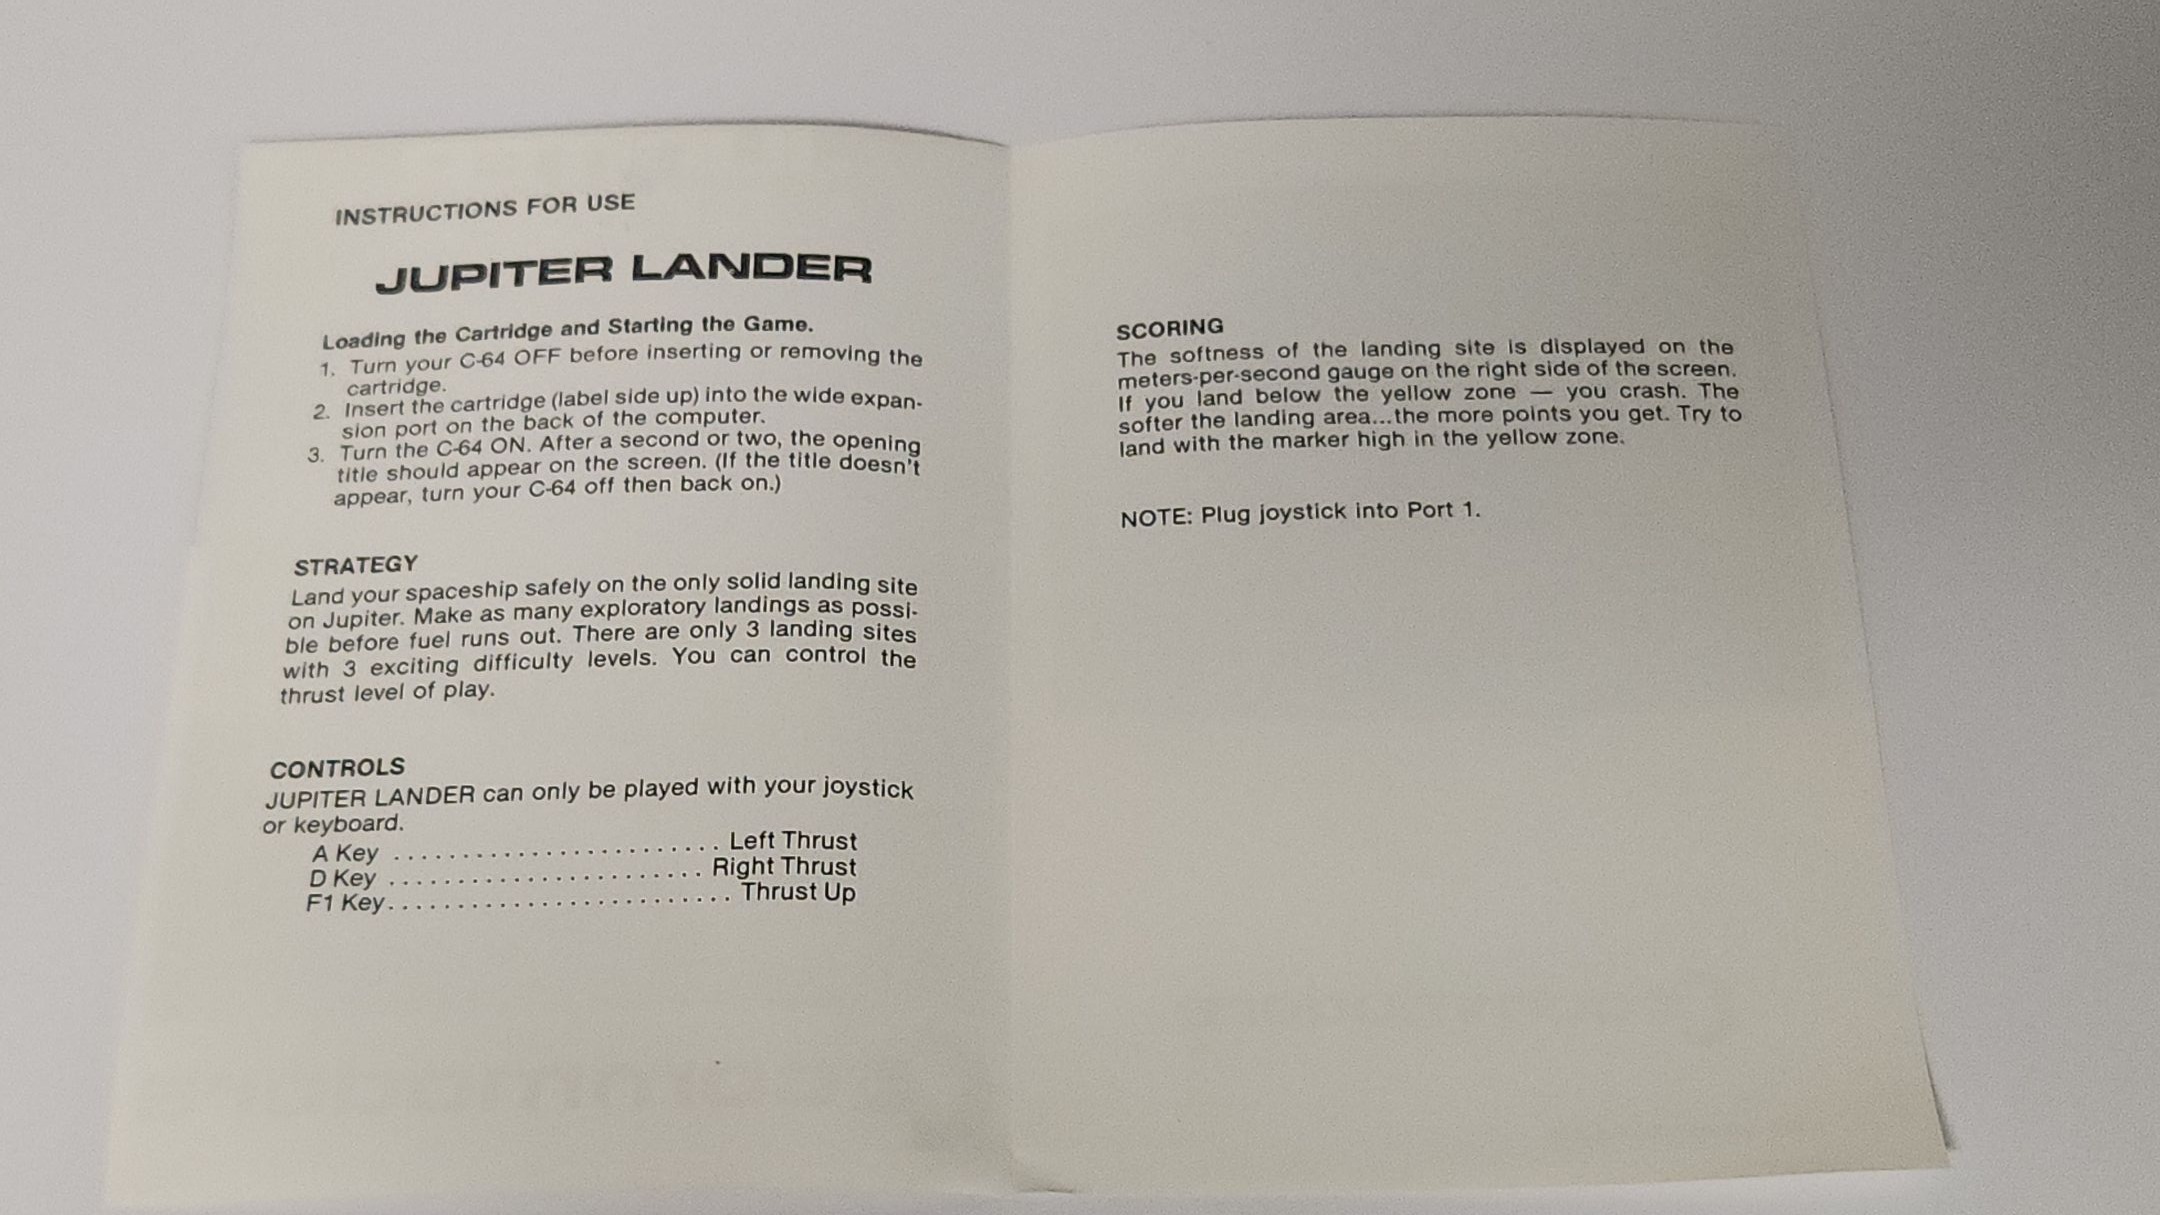 INSTRUCTIONS FOR USE
JUPITER LANDER
Loading the Cartridge and Starting the Game.
1. Turn your C-64 OFF before inserting or removing the
cartridge.
2. Insert the cartridge (label side up) into the wide expan-
sion port on the back of the computer.
3. Turn the C-64 ON. After a second or two, the opening
title should appear on the screen. (If the title doesn't
appear, turn your C-64 off then back on.)
STRATEGY
Land your spaceship safely on the only solid landing site
on Jupiter. Make as many exploratory landings as possi-
ble before fuel runs out. There are only 3 landing sites
with 3 exciting difficulty levels. You can control the
thrust level of play.
CONTROLS
JUPITER LANDER can only be played with your joystick
or keyboard.
A Key ........................ Left Thrust
D Key ....................... Right Thrust
F1 Key......................... Thrust Up
SCORING
The softness of the landing site is displayed on the
meters-per-second gauge on the right side of the screen.
If you land below the yellow zone — you crash. The
softer the landing area...the more points you get. Try to
land with the marker high in the yellow zone.
NOTE: Plug joystick into Port 1.